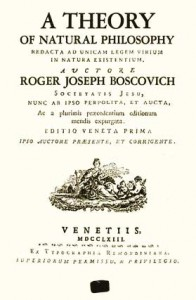 A THEORY
OF NATURAL PHILOSOPHY
REDACTA AD UNICAM LEGEM VIRIUM
IN NATURA EXISTENTIUM,
AUCTORE
ROGER JOSEPH BOSCOVICH
SOCIETATIS JESU,
NUNC AB IPSO PERPOLITA, ET AUCTA,
Ac a plurimis præcedentium editionum
mendis expurgata.
EDITIO VENETA PRIMA
IPSO AUCTORE PRÆSENTE, ET CORRIGENTE.
VENETIIS,
MDCCLXIII.
Ex TYPOGRAPHIA REMONDINIANA.
SUPERIORUM PERMISSU, ac PRIVILEGIO.